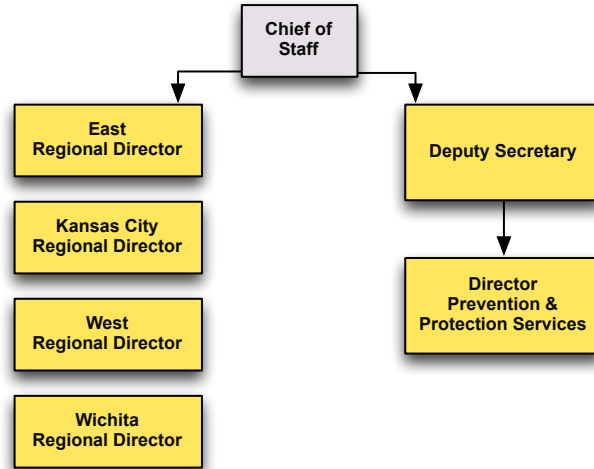 Chief of
Staff
East
Regional Director
Kansas City
Regional Director
West
Regional Director
Wichita
Regional Director
Deputy Secretary
Director
Prevention &
Protection Services